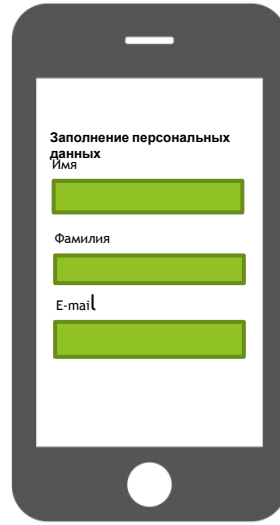 Заполнение персональных
данных
Имя
Фамилия
E-mail